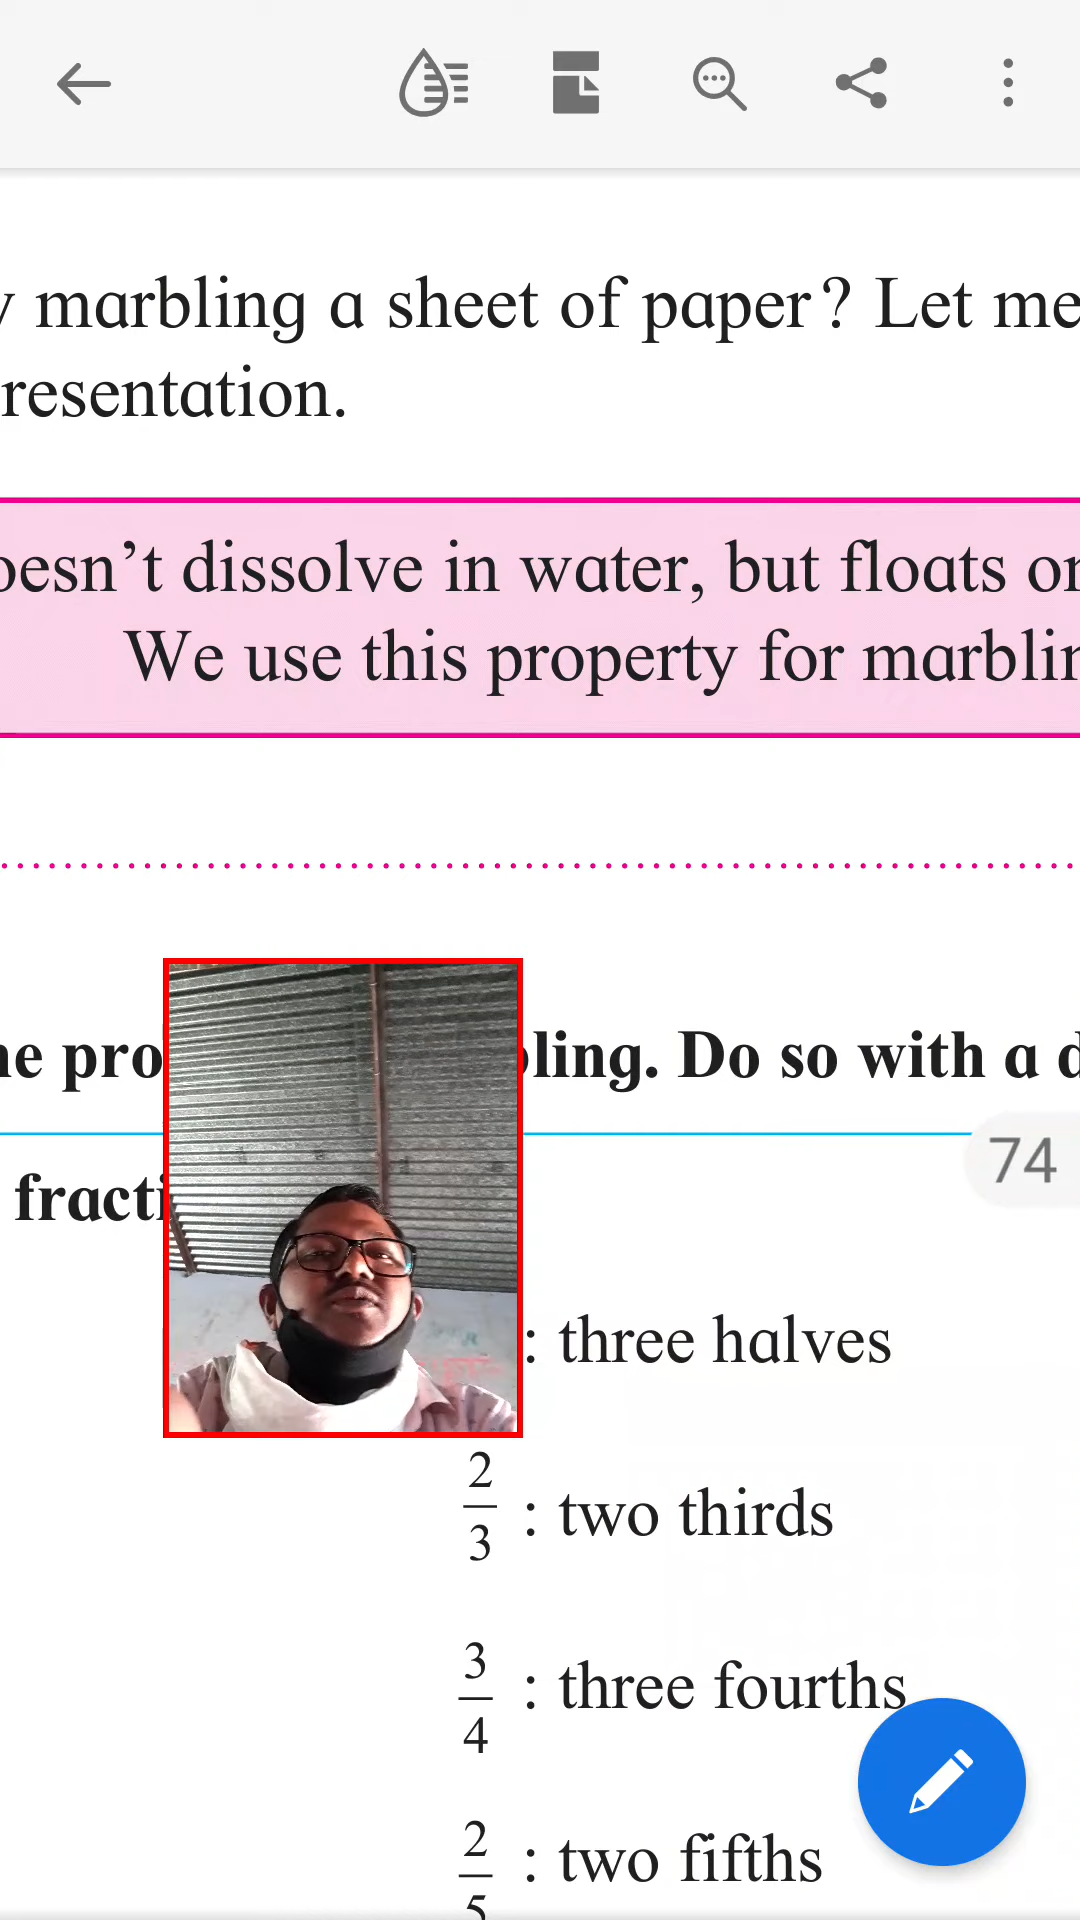 marbling a sheet of paper? Let me
resentation.
oesn’t dissolve in water, but floats on
We use this property for marblin
ne pro ling. Do so with a d
74
fracti
: three halves
2/3 : two thirds
3/4 : three fourths
2/5 : two fifths